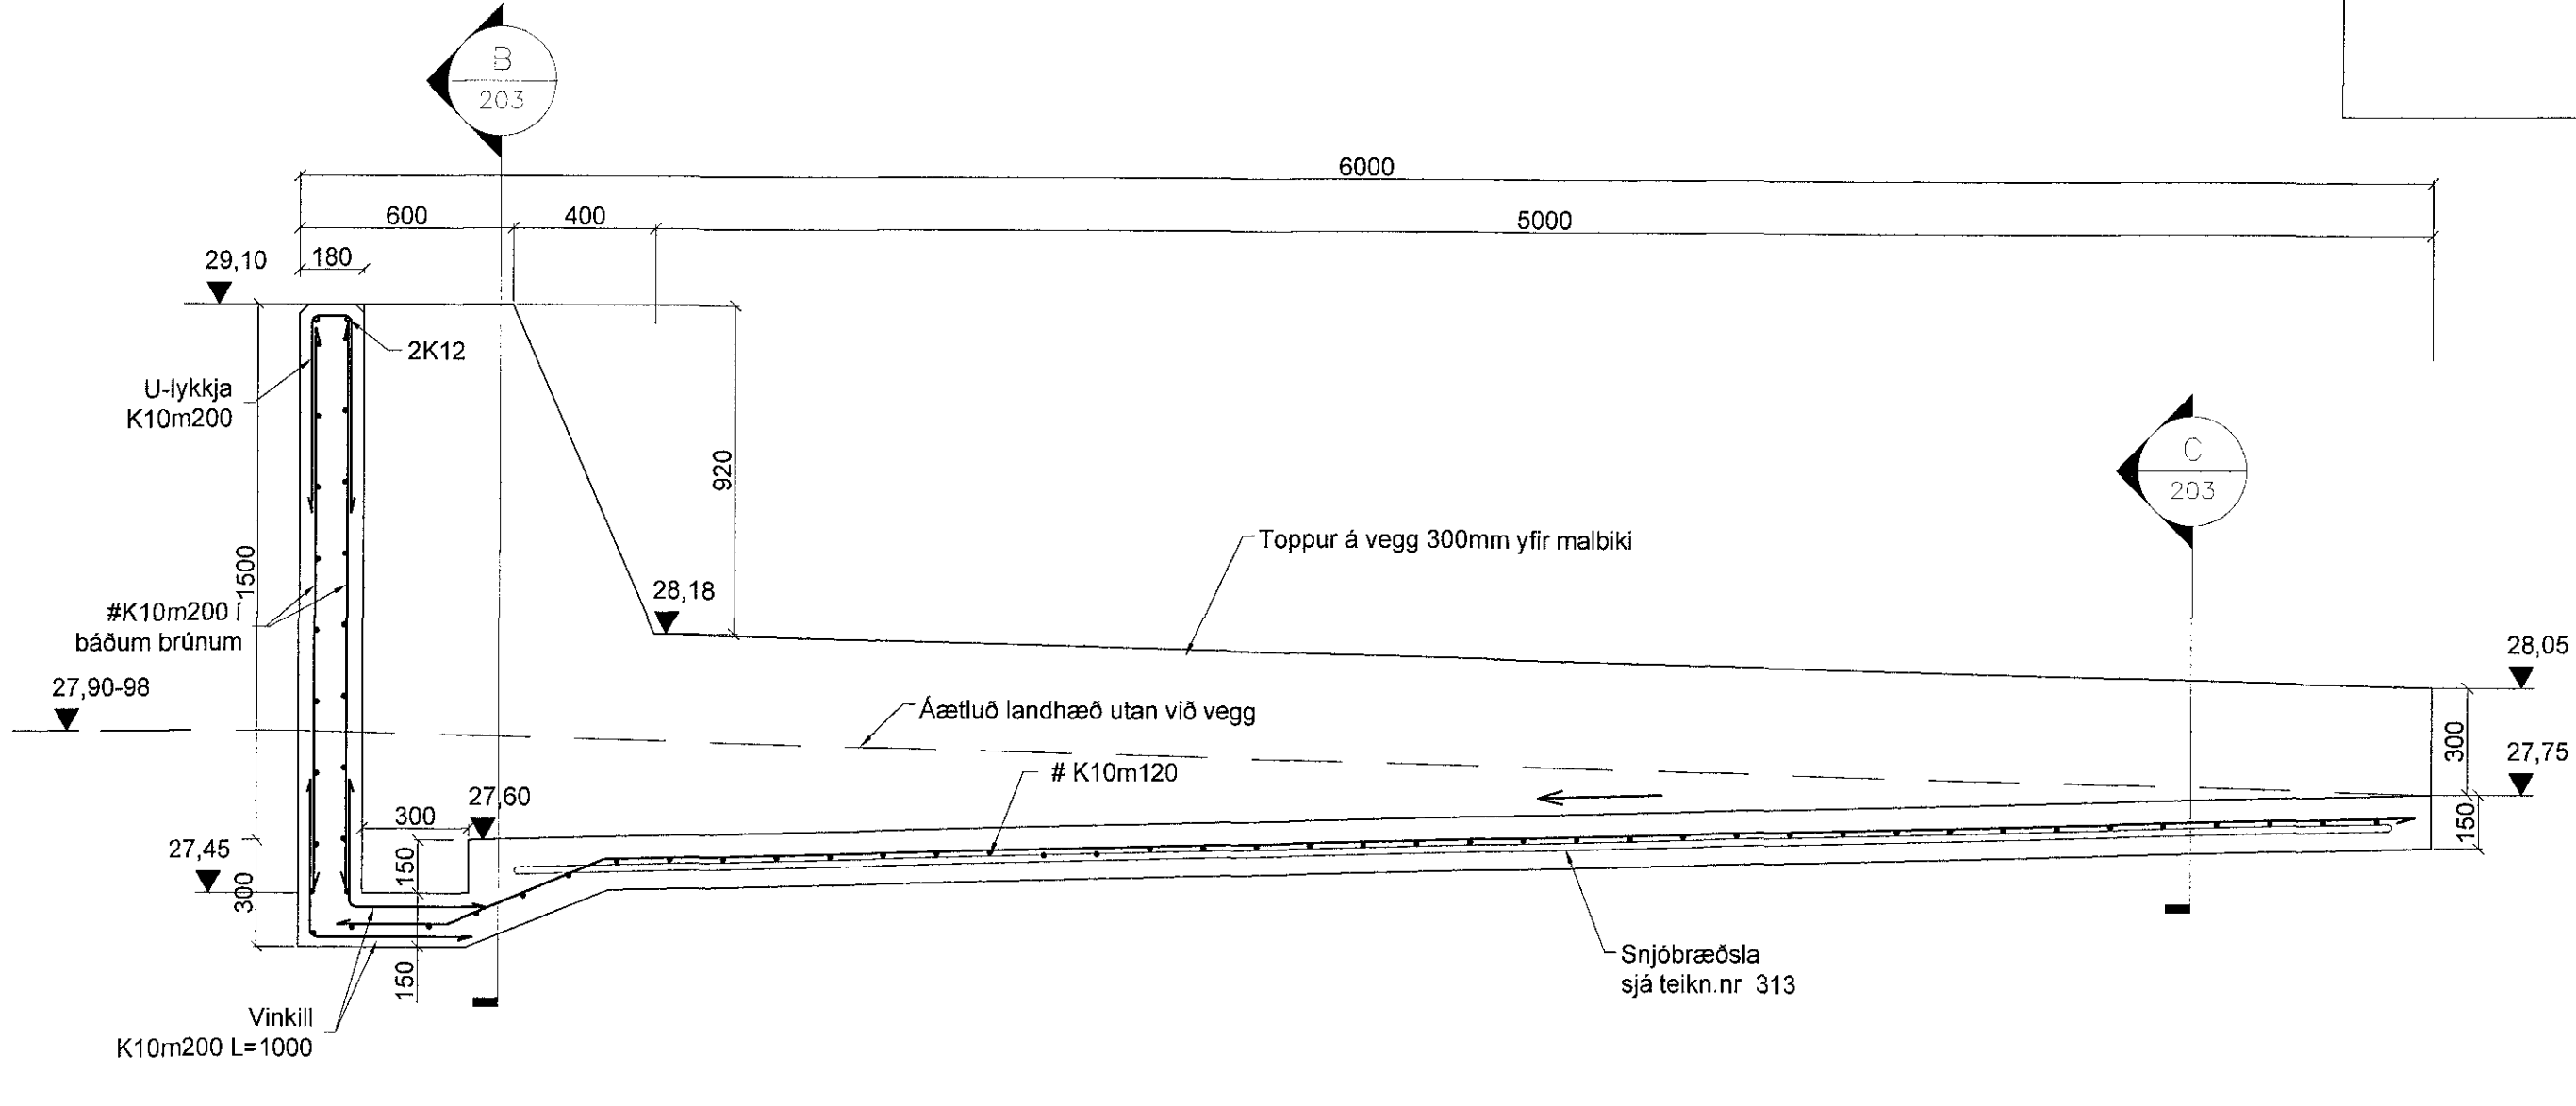 B
203
6000
600
400
5000
180
29,10
2K12
U-lykkja
K10m200
920
C
203
1500
Toppur á vegg 300mm yfir malbiki
28,18
#K10m200 í
báðum brúnum
28,05
27,90-98
Áætluð landhæð utan við vegg
300
27,75
# K10m120
27,60
300
150
27,45
150
300
150
Snjóbræðsla
sjá teikn.nr 313
Vinkill
K10m200 L=1000